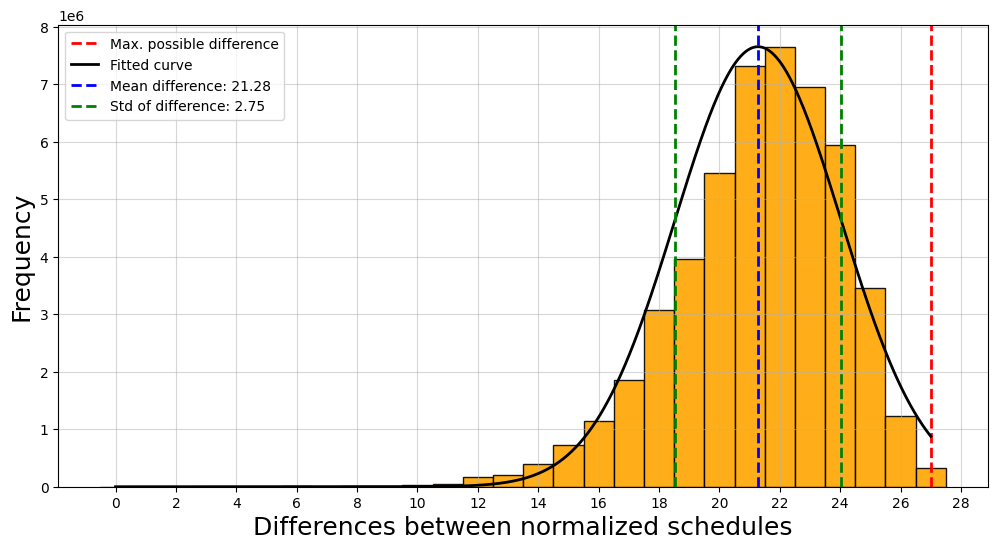 1e6
Max. possible difference
Fitted curve
Mean difference: 21.28
Std of difference: 2.75
8
7
6
5
4
3
2
1
0
Frequency
0 2 4 6 8 10 12 14 16 18 20 22 24 26 28
Differences between normalized schedules